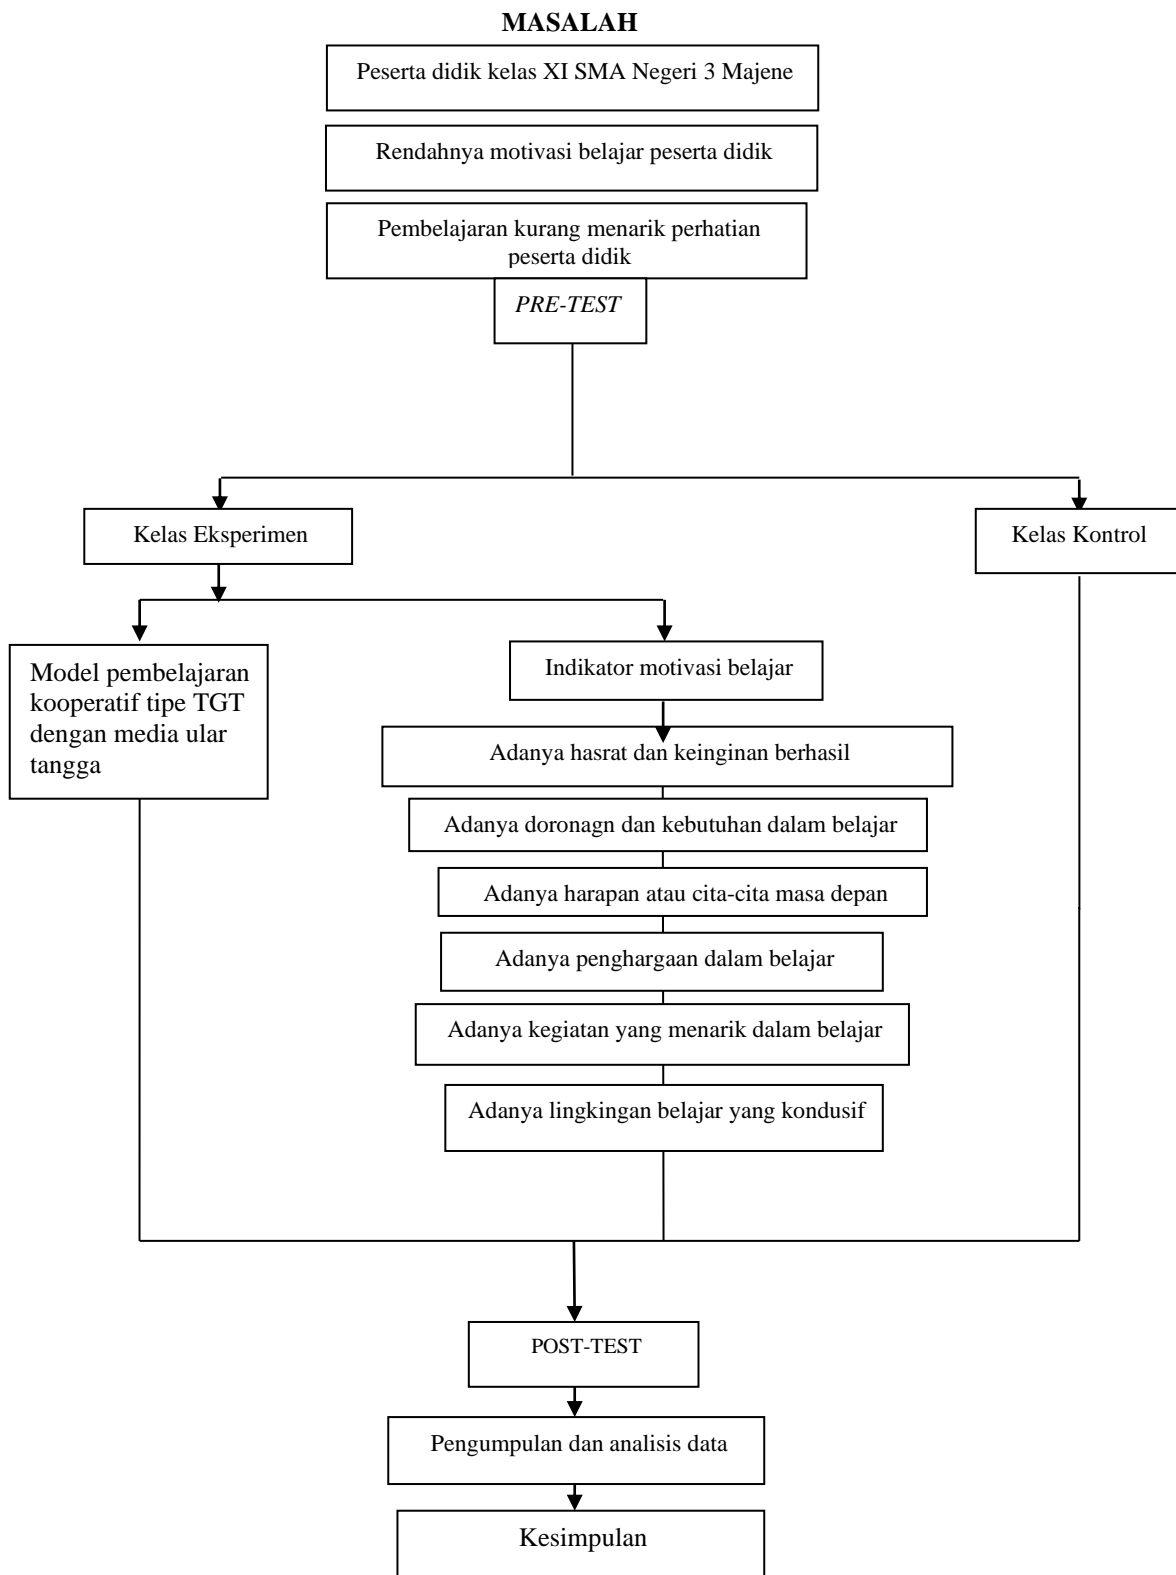 MASALAH
Peserta didik kelas XI SMA Negeri 3 Majene
Rendahnya motivasi belajar peserta didik
Pembelajaran kurang menarik perhatian
peserta didik
PRE-TEST
Kelas Eksperimen
Kelas Kontrol
Model pembelajaran
kooperatif tipe TGT
dengan media ular
tangga
Indikator motivasi belajar
Adanya hasrat dan keinginan berhasil
Adanya doronagn dan kebutuhan dalam belajar
Adanya harapan atau cita-cita masa depan
Adanya penghargaan dalam belajar
Adanya kegiatan yang menarik dalam belajar
Adanya lingkingan belajar yang kondusif
POST-TEST
Pengumpulan dan analisis data
Kesimpulan